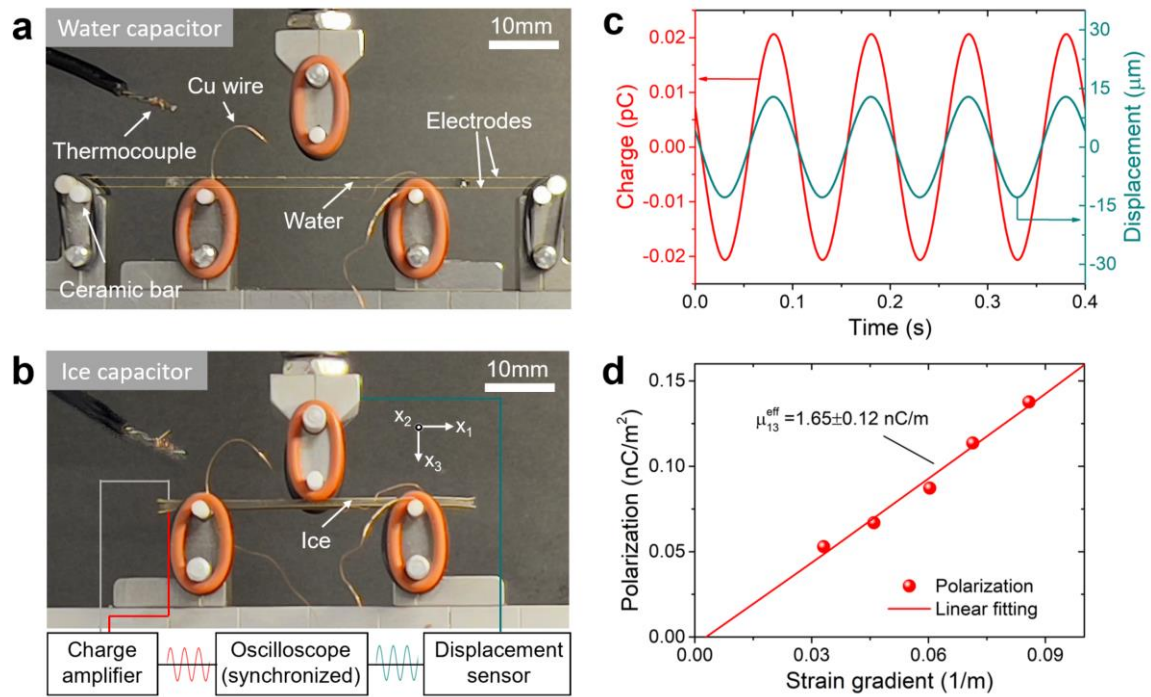 a
Water capacitor
10mm
Cu wire
Electrodes
Thermocouple
Water
Ceramic bar
b
Ice capacitor
10mm
x₂
x₁
x₃
Ice
Charge
amplifier
Oscilloscope
(synchronized)
Displacement
sensor
c
Charge (pC)
0.02
0.01
0.00
-0.01
-0.02
0.0 0.1 0.2 0.3 0.4
Time (s)
30
15
0
-15
-30
Displacement (μm)
d
Polarization (nC/m²)
0.15
0.10
0.05
0.00
μ₁₃ᵉᶠᶠ=1.65±0.12 nC/m
Polarization
Linear fitting
0.00 0.03 0.06 0.09
Strain gradient (1/m)